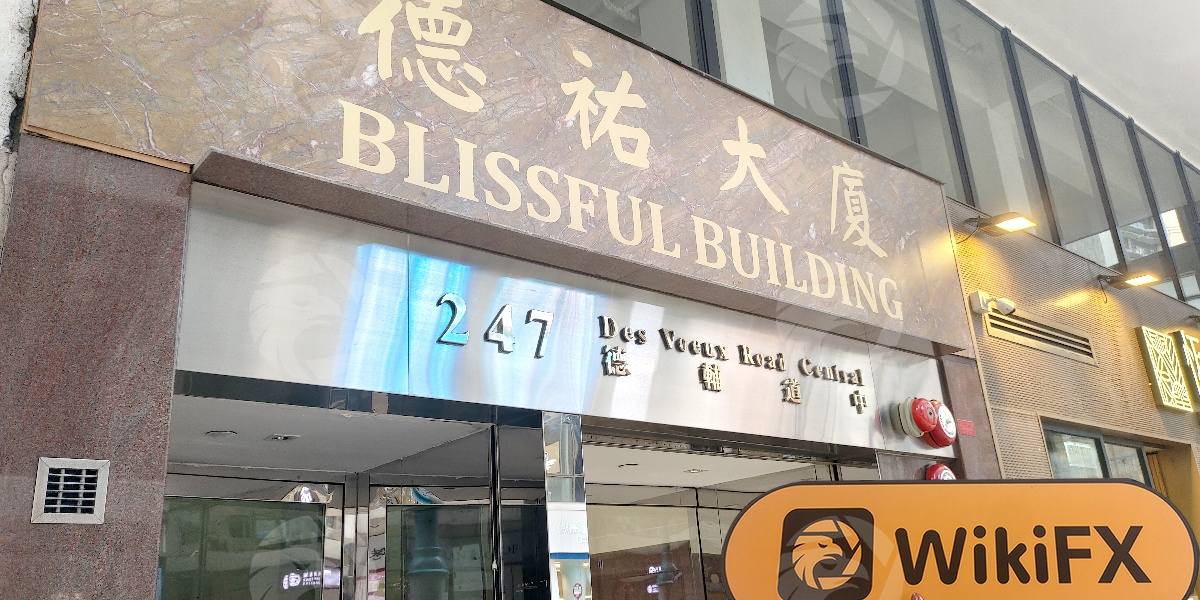 德祐大廈
BLISSFUL BUILDING
247 Des Voeux Road Central
德輔道中
WikiFX